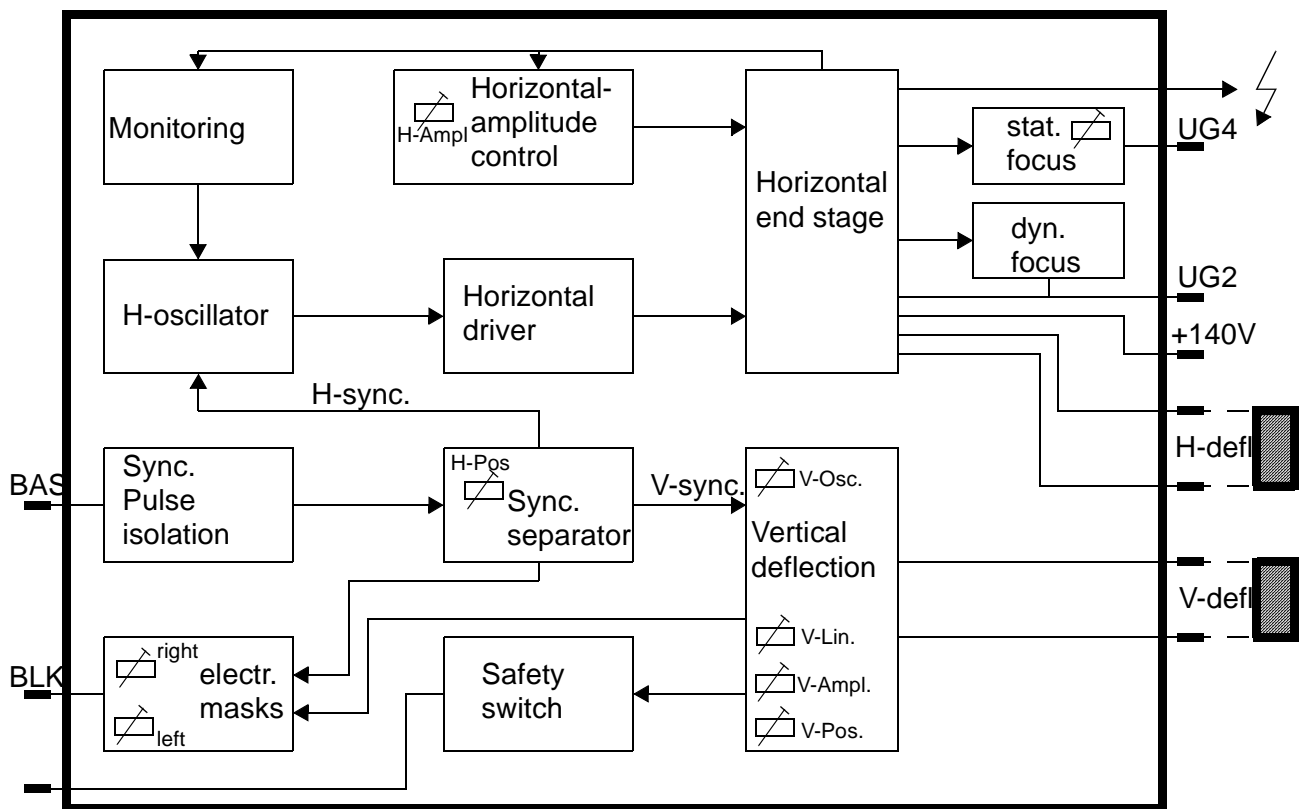 Monitoring
H-Ampl
Horizontal-
amplitude
control
Horizontal
end stage
stat.
focus
UG4
dyn.
focus
UG2
+140V
H-oscillator
Horizontal
driver
H-sync.
H-defl
BAS
Sync.
Pulse
isolation
H-Pos
Sync.
separator
V-sync.
V-Osc.
Vertical
deflection
V-Lin.
V-Ampl.
V-Pos.
V-defl
BLK
right
electr.
masks
left
Safety
switch